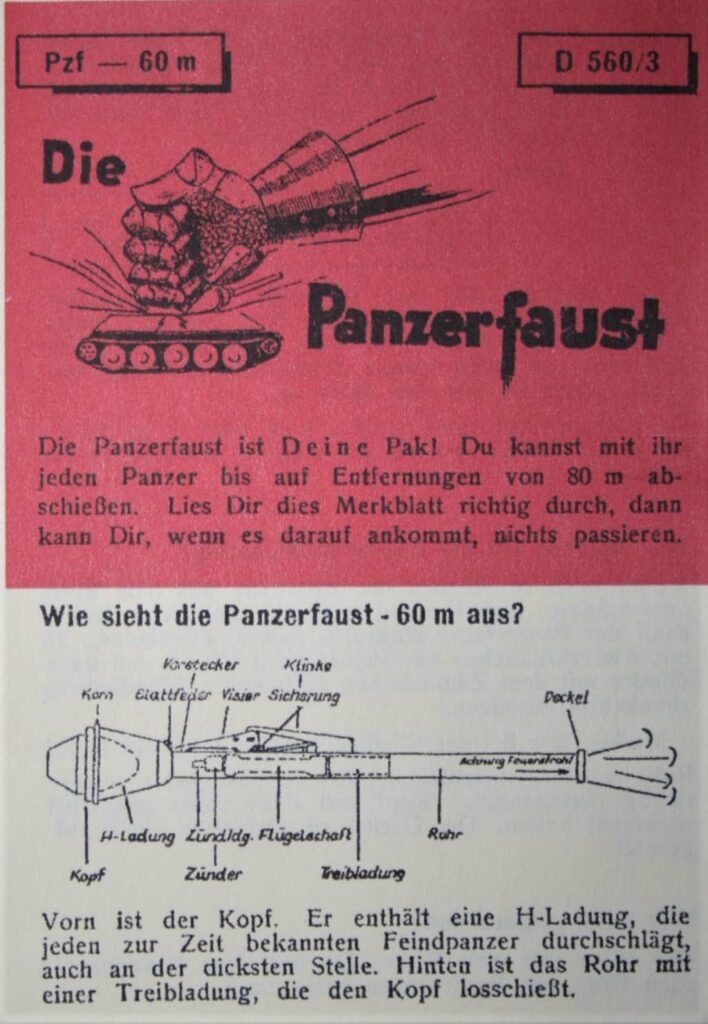 Pzf — 60 m
D 560/3
Die
Panzerfaust
Die Panzerfaust ist Deine Pak! Du kannst mit ihr
jeden Panzer bis auf Entfernungen von 80 m ab-
schießen. Lies Dir dies Merkblatt richtig durch, dann
kann Dir, wenn es darauf ankommt, nichts passieren.
Wie sieht die Panzerfaust - 60 m aus?
Vorstecker Klinke
Korn Blattfeder Visier Sicherung Deckel
Achtung Feuerstrahl
H-Ladung Zündldg. Flügelschaft Rohr
Kopf Zünder Treibladung
Vorn ist der Kopf. Er enthält eine H-Ladung, die
jeden zur Zeit bekannten Feindpanzer durchschlägt,
auch an der dicksten Stelle. Hinten ist das Rohr mit
einer Treibladung, die den Kopf losschießt.